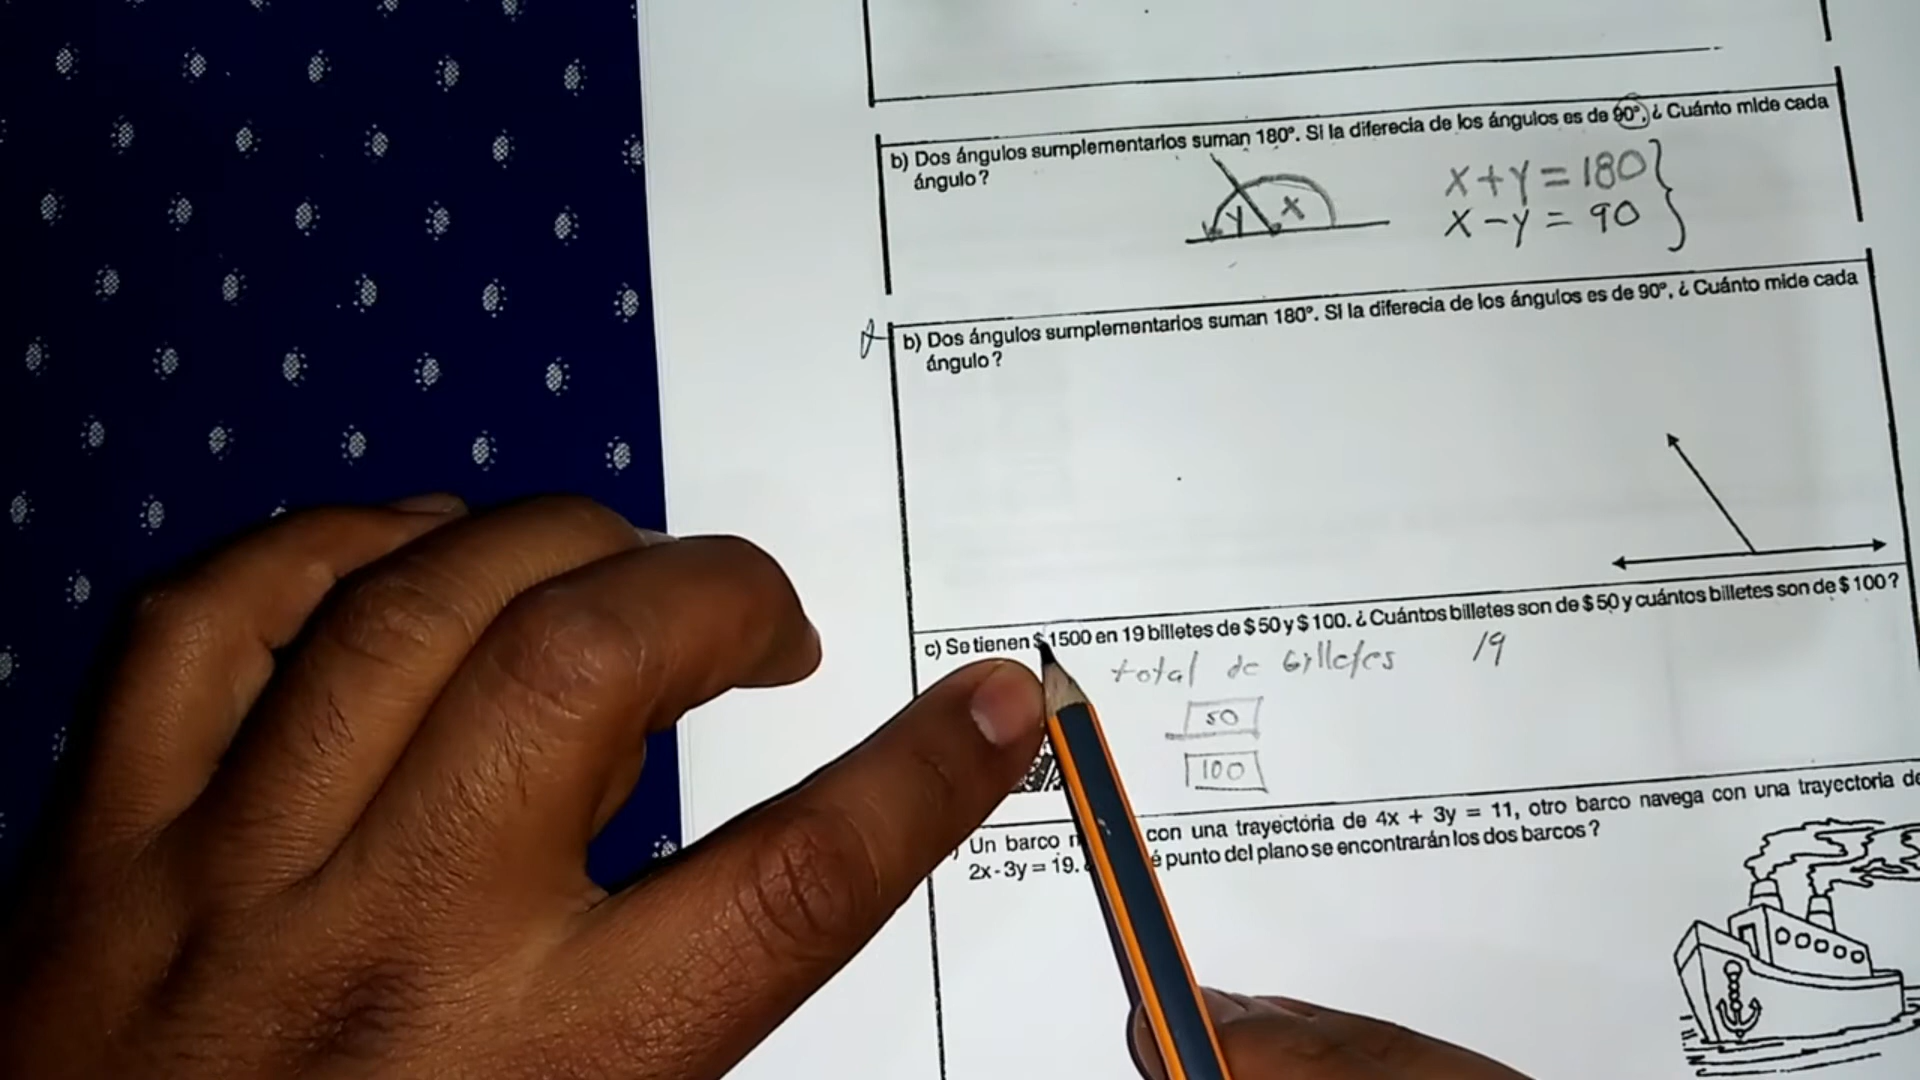 b) Dos ángulos sumplementarios suman 180°. Si la diferecia de los ángulos es de 90°, ¿ Cuánto mide cada
ángulo ?
Y X
X + Y = 180
X - Y = 90
b) Dos ángulos sumplementarios suman 180°. Si la diferecia de los ángulos es de 90°, ¿ Cuánto mide cada
ángulo ?
c) Se tienen $ 1500 en 19 billetes de $ 50 y $ 100. ¿ Cuántos billetes son de $ 50 y cuántos billetes son de $ 100 ?
total de billetes 19
50
100
Un barco con una trayectoria de 4x + 3y = 11, otro barco navega con una trayectoria de
2x - 3y = 19. punto del plano se encontrarán los dos barcos ?